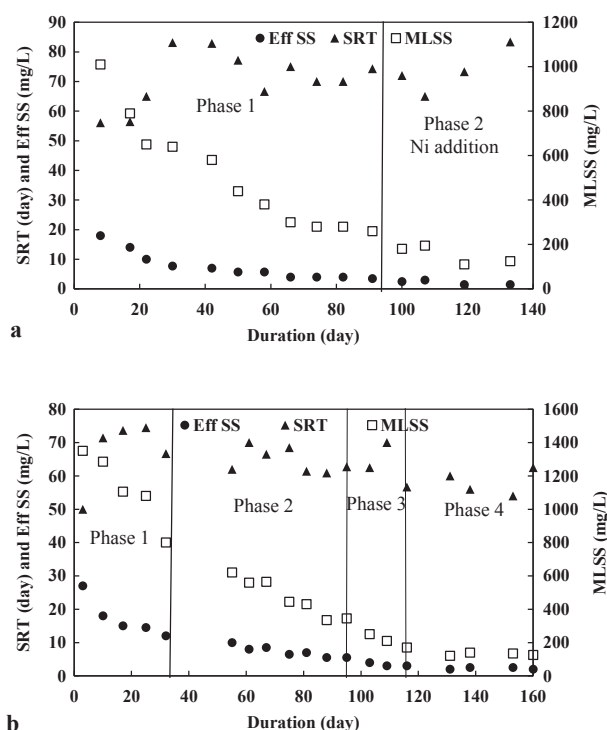 90
80
70
60
50
40
30
20
10
0
SRT (day) and Eff SS (mg/L)
Eff SS SRT MLSS
Phase 1
Phase 2
Ni addition
1200
1000
800
600
400
200
0
MLSS (mg/L)
0 20 40 60 80 100 120 140
Duration (day)
a
80
70
60
50
40
30
20
10
0
SRT (day) and Eff SS (mg/L)
Eff SS SRT MLSS
Phase 1
Phase 2
Phase 3
Phase 4
1600
1400
1200
1000
800
600
400
200
0
MLSS (mg/L)
0 20 40 60 80 100 120 140 160
Duration (day)
b